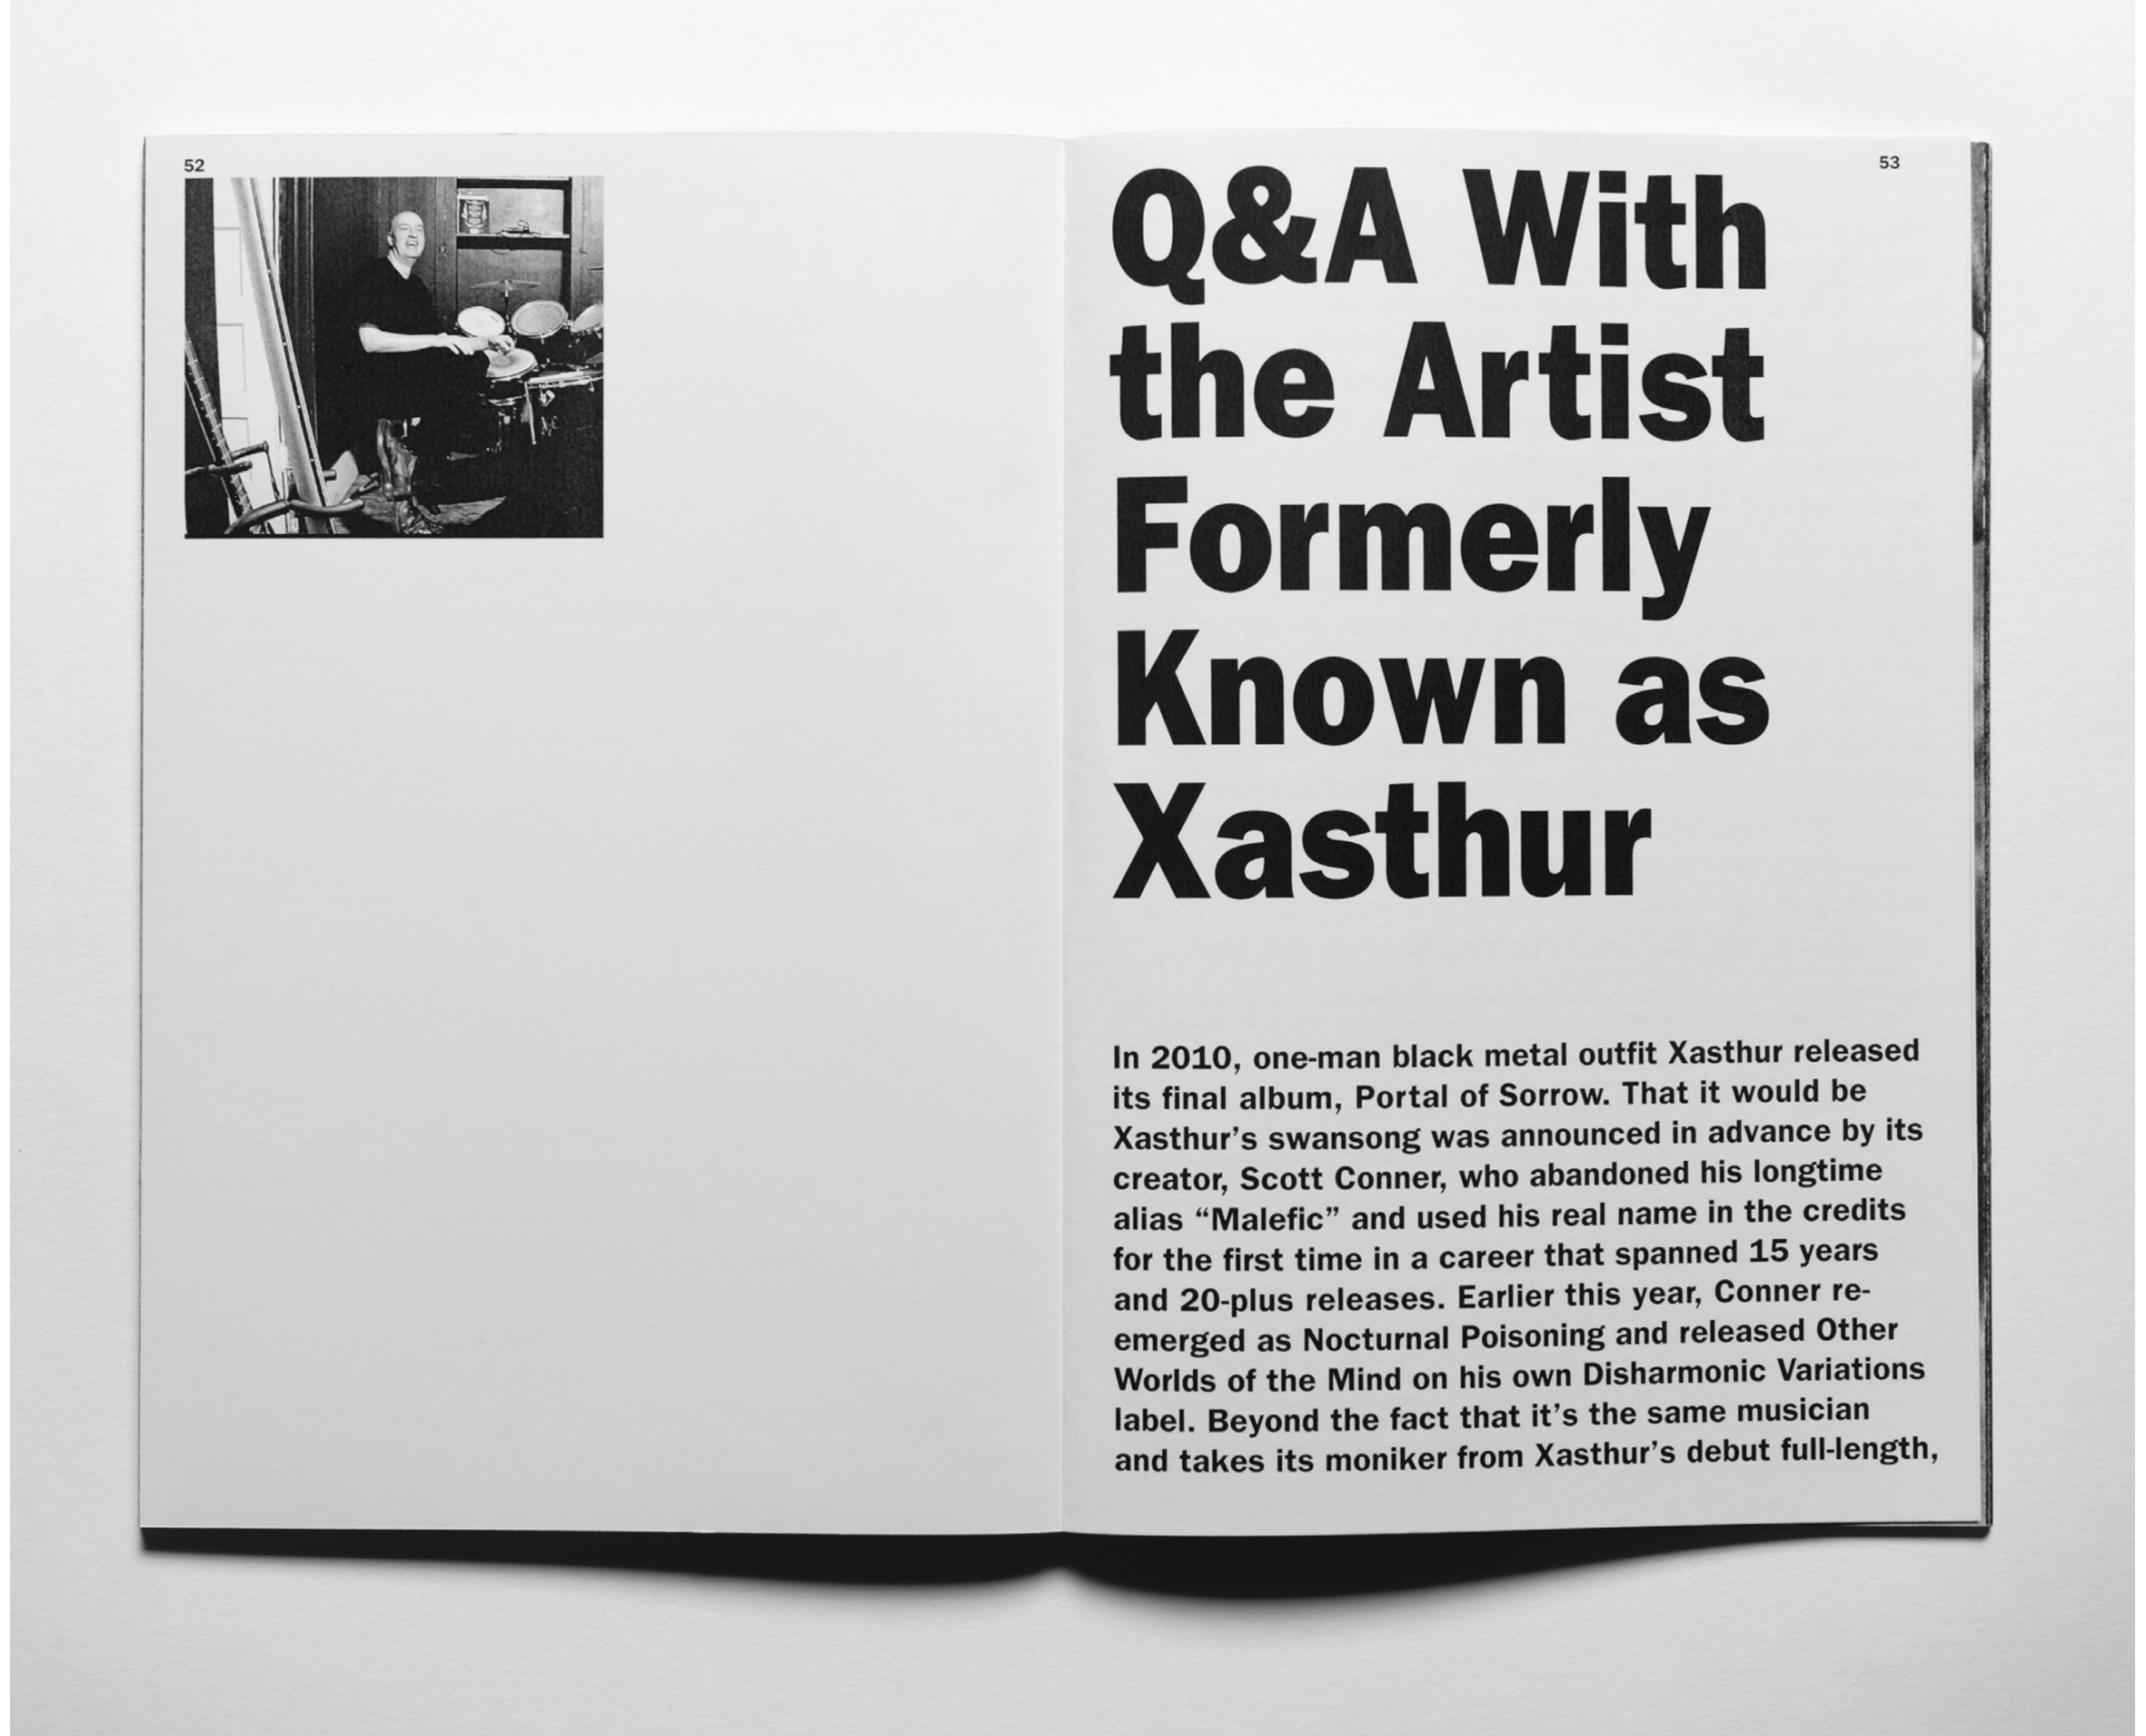 52
53
Q&A With
the Artist
Formerly
Known as
Xasthur
In 2010, one-man black metal outfit Xasthur released
its final album, Portal of Sorrow. That it would be
Xasthur’s swansong was announced in advance by its
creator, Scott Conner, who abandoned his longtime
alias “Malefic” and used his real name in the credits
for the first time in a career that spanned 15 years
and 20-plus releases. Earlier this year, Conner re-
emerged as Nocturnal Poisoning and released Other
Worlds of the Mind on his own Disharmonic Variations
label. Beyond the fact that it’s the same musician
and takes its moniker from Xasthur’s debut full-length,